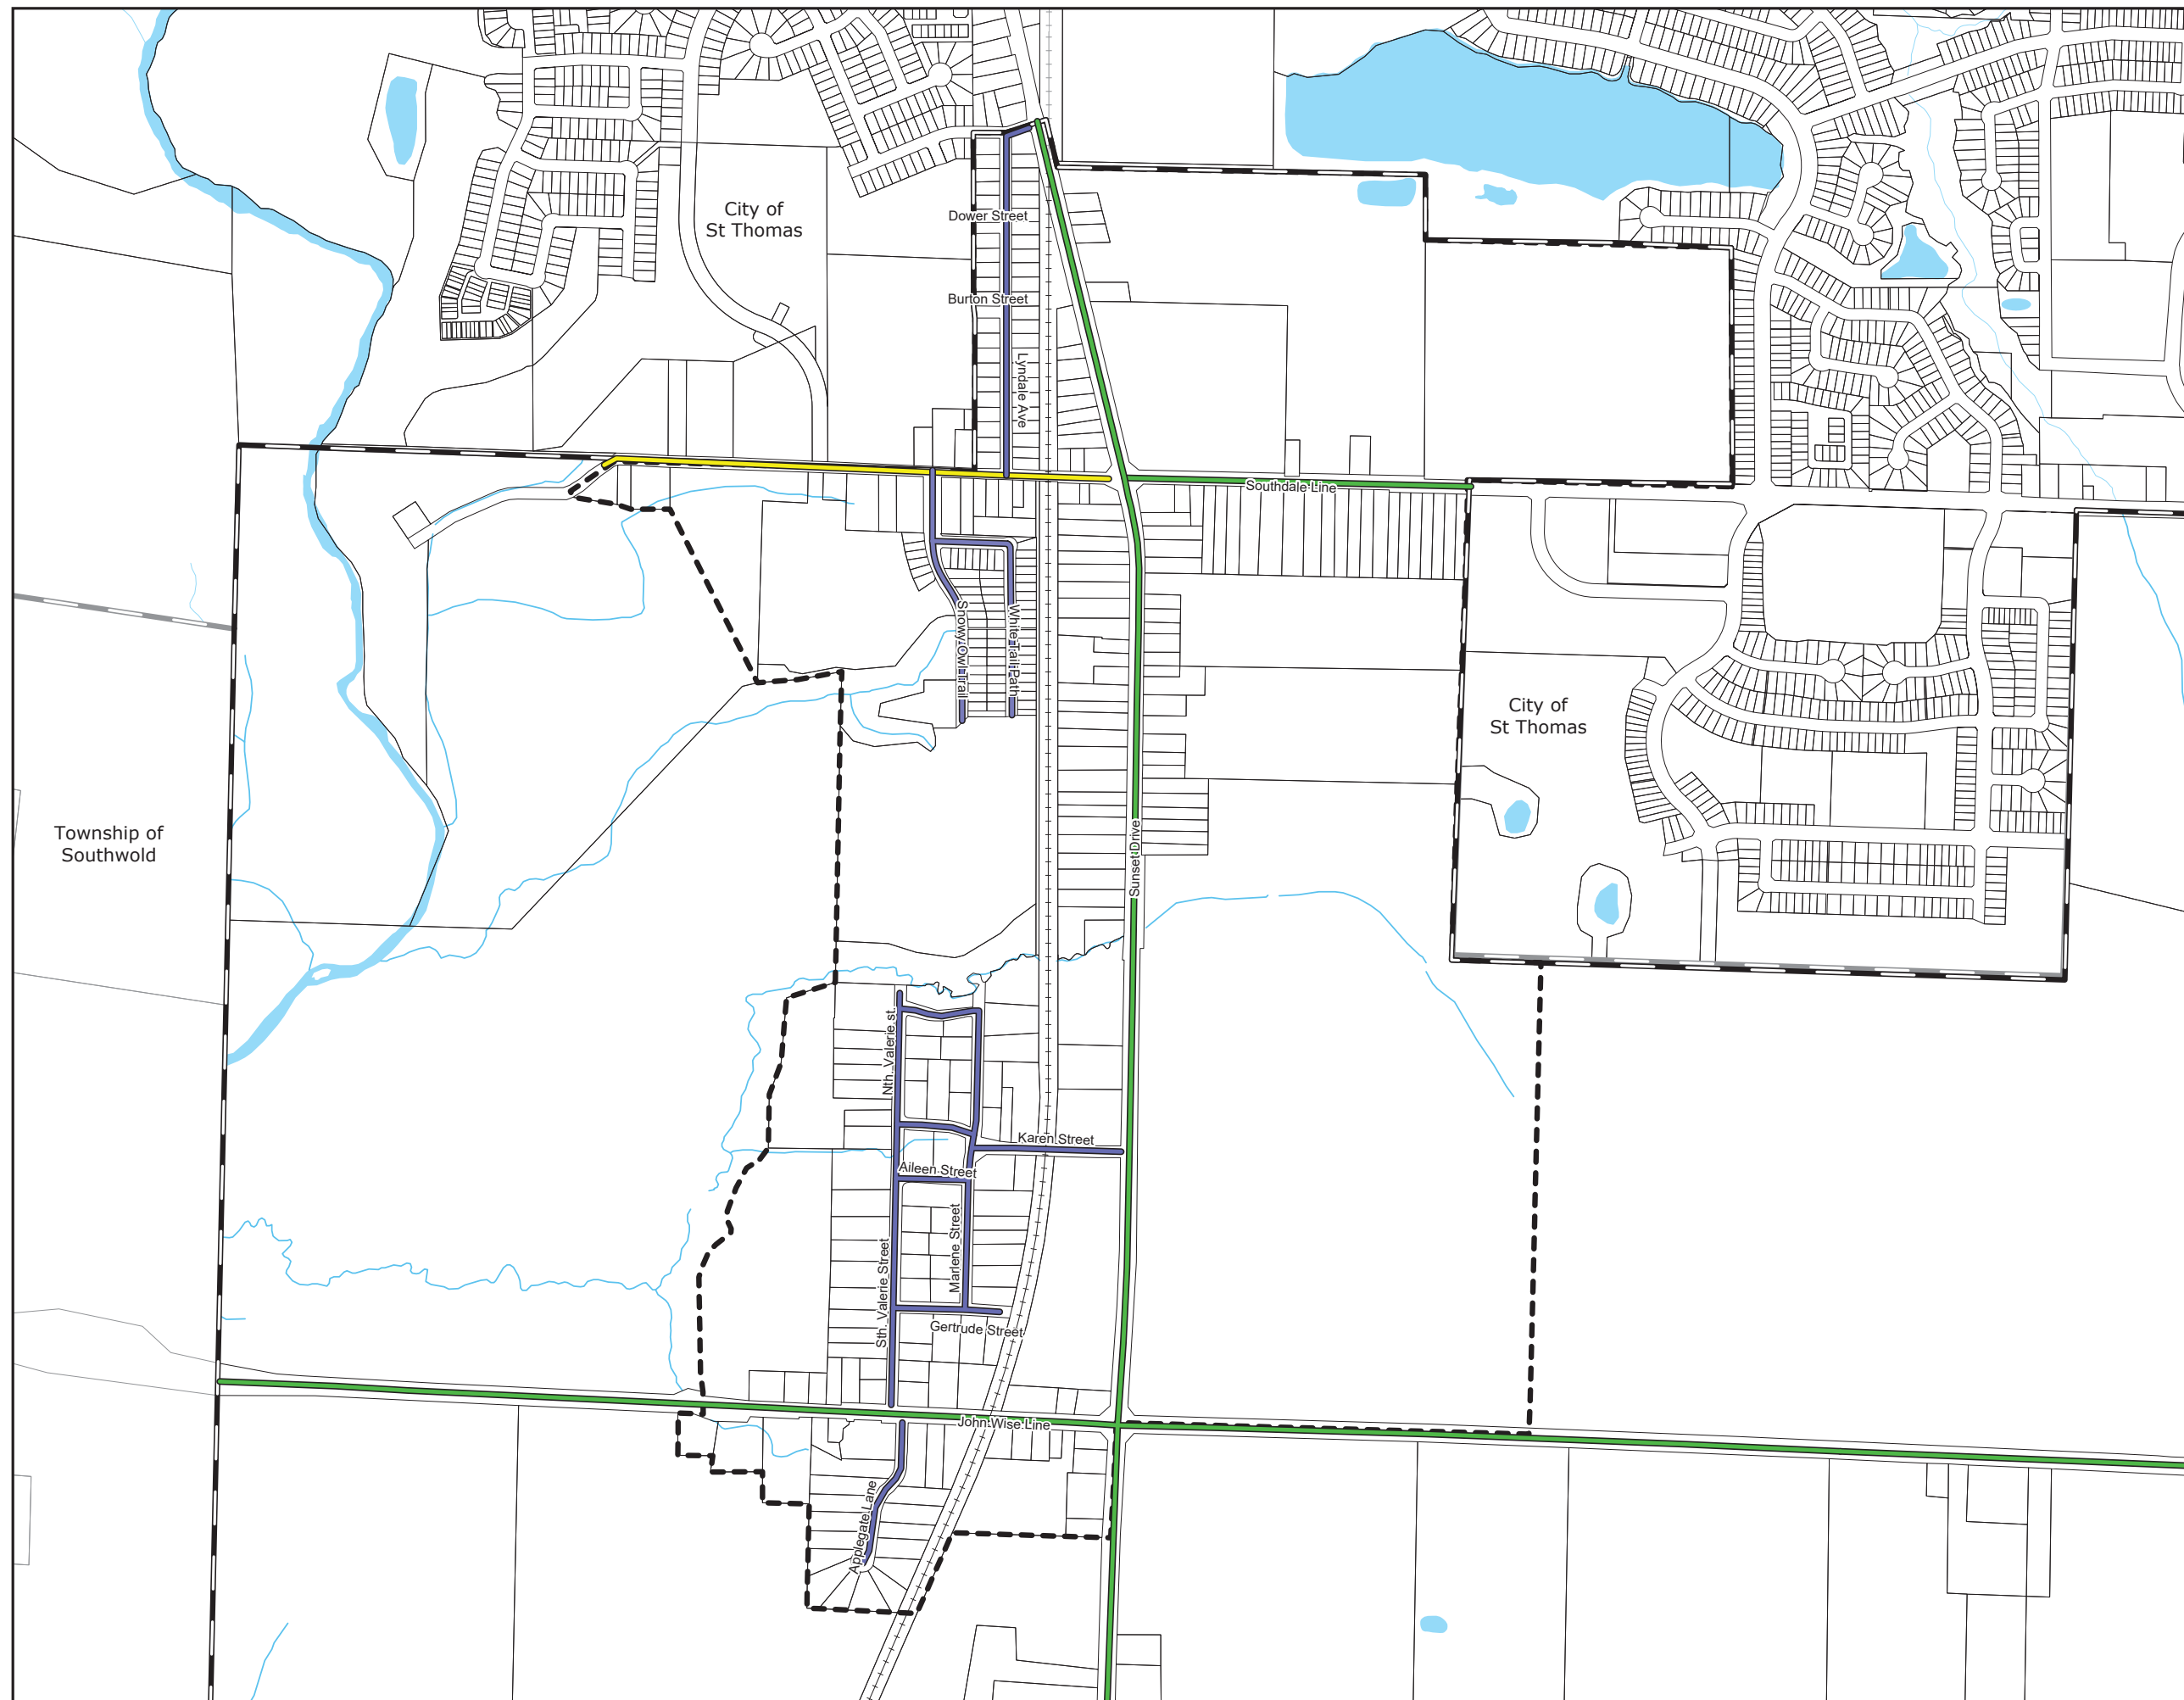 City of
St Thomas
Dower Street
Burton Street
Lyndale Ave
Southdale Line
Snowy Owl Trail
White Tail Path
City of
St Thomas
Township of
Southwold
Sunset Drive
Nth. Valerie st.
Karen Street
Aileen Street
Marlene Street
Sth. Valerie Street
Gertrude Street
John Wise Line
Applegate Lane